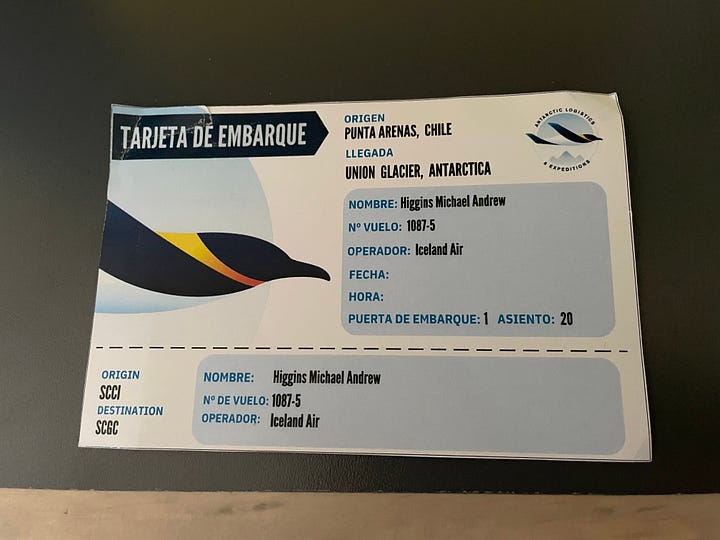 TARJETA DE EMBARQUE
ORIGEN
PUNTA ARENAS, CHILE
LLEGADA
UNION GLACIER, ANTARCTICA
ANTARCTIC LOGISTICS
& EXPEDITIONS
NOMBRE: Higgins Michael Andrew
Nº VUELO: 1087-5
OPERADOR: Iceland Air
FECHA:
HORA:
PUERTA DE EMBARQUE: 1 ASIENTO: 20
ORIGIN
SCCI
DESTINATION
SCGC
NOMBRE: Higgins Michael Andrew
Nº DE VUELO: 1087-5
OPERADOR: Iceland Air